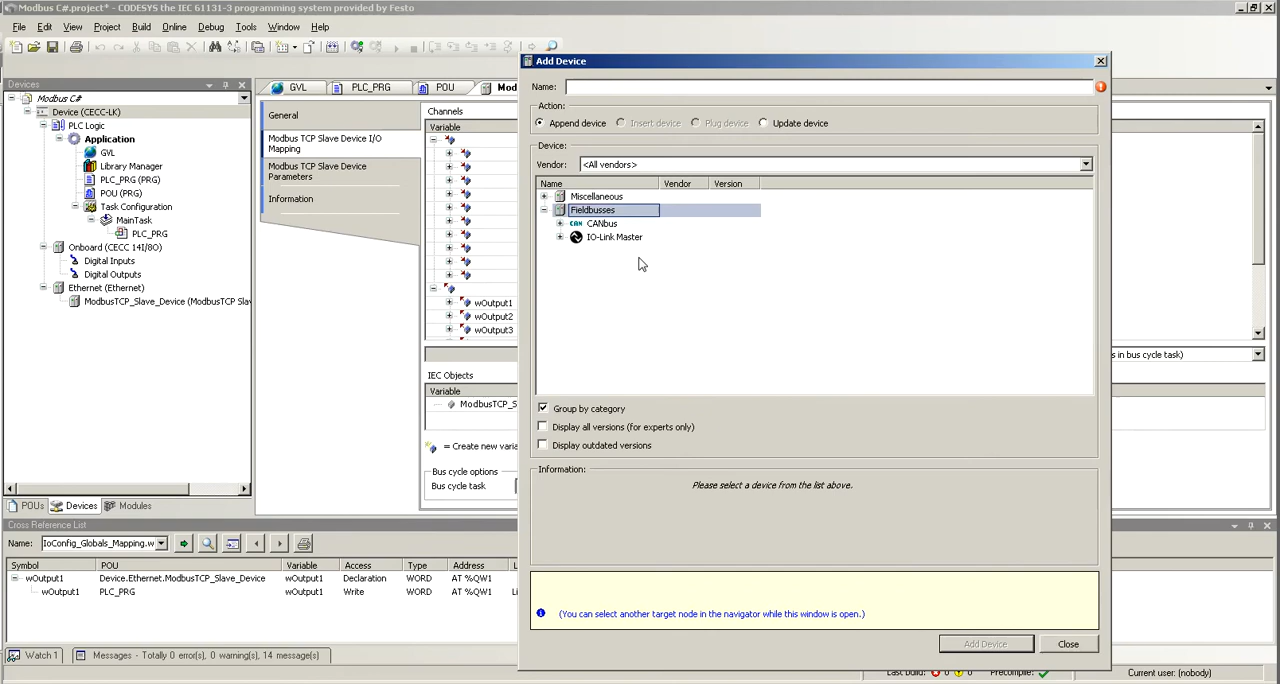 Modbus C#.project* - CODESYS the IEC 61131-3 programming system provided by Festo
File Edit View Project Build Online Debug Tools Window Help
Devices
Modbus C#
Device (CECC-LK)
PLC Logic
Application
GVL
Library Manager
PLC_PRG (PRG)
POU (PRG)
Task Configuration
MainTask
PLC_PRG
Onboard (CECC 14I/8O)
Digital Inputs
Digital Outputs
Ethernet (Ethernet)
ModbusTCP_Slave_Device (ModbusTCP Slav
POUs Devices Modules
GVL PLC_PRG POU Mod
General
Modbus TCP Slave Device I/O
Mapping
Modbus TCP Slave Device
Parameters
Information
Channels
Variable
wOutput1
wOutput2
wOutput3
IEC Objects
Variable
ModbusTCP_S
= Create new varia
Bus cycle options
Bus cycle task
s in bus cycle task)
Add Device
Name:
Action:
Append device Insert device Plug device Update device
Device:
Vendor: <All vendors>
Name Vendor Version
Miscellaneous
Fieldbusses
CANbus
IO-Link Master
Group by category
Display all versions (for experts only)
Display outdated versions
Information:
Please select a device from the list above.
(You can select another target node in the navigator while this window is open.)
Add Device Close
Cross Reference List
Name: IoConfig_Globals_Mapping.w
Symbol POU Variable Access Type Address L
wOutput1 Device.Ethernet.ModbusTCP_Slave_Device wOutput1 Declaration WORD AT %QW1
wOutput1 PLC_PRG wOutput1 Write WORD AT %QW1 Li
Watch 1 Messages - Totally 0 error(s), 0 warning(s), 14 message(s)
Last build: 0 0 Precompile: Current user: (nobody)